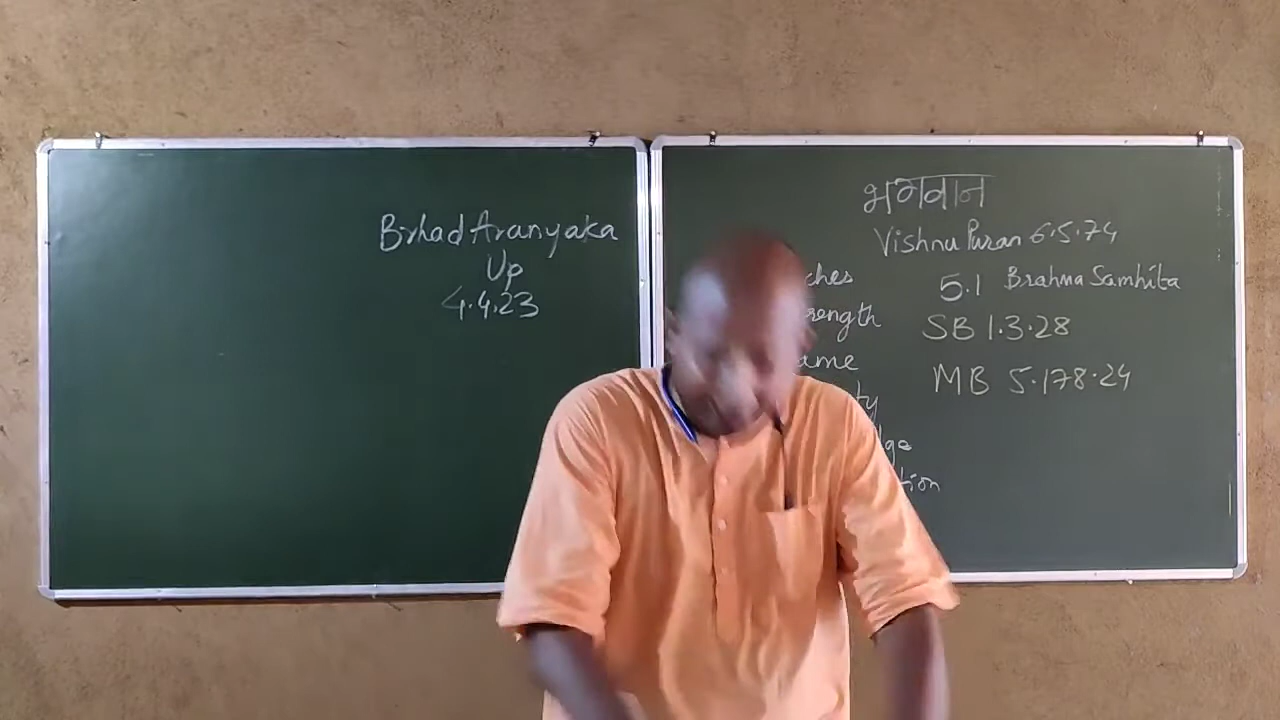 Brhad Aranyaka
Up
4.4.23
भगवान
Vishnu Puran 6.5.74
5.1 Brahma Samhita
SB 1.3.28
MB 5.178.24